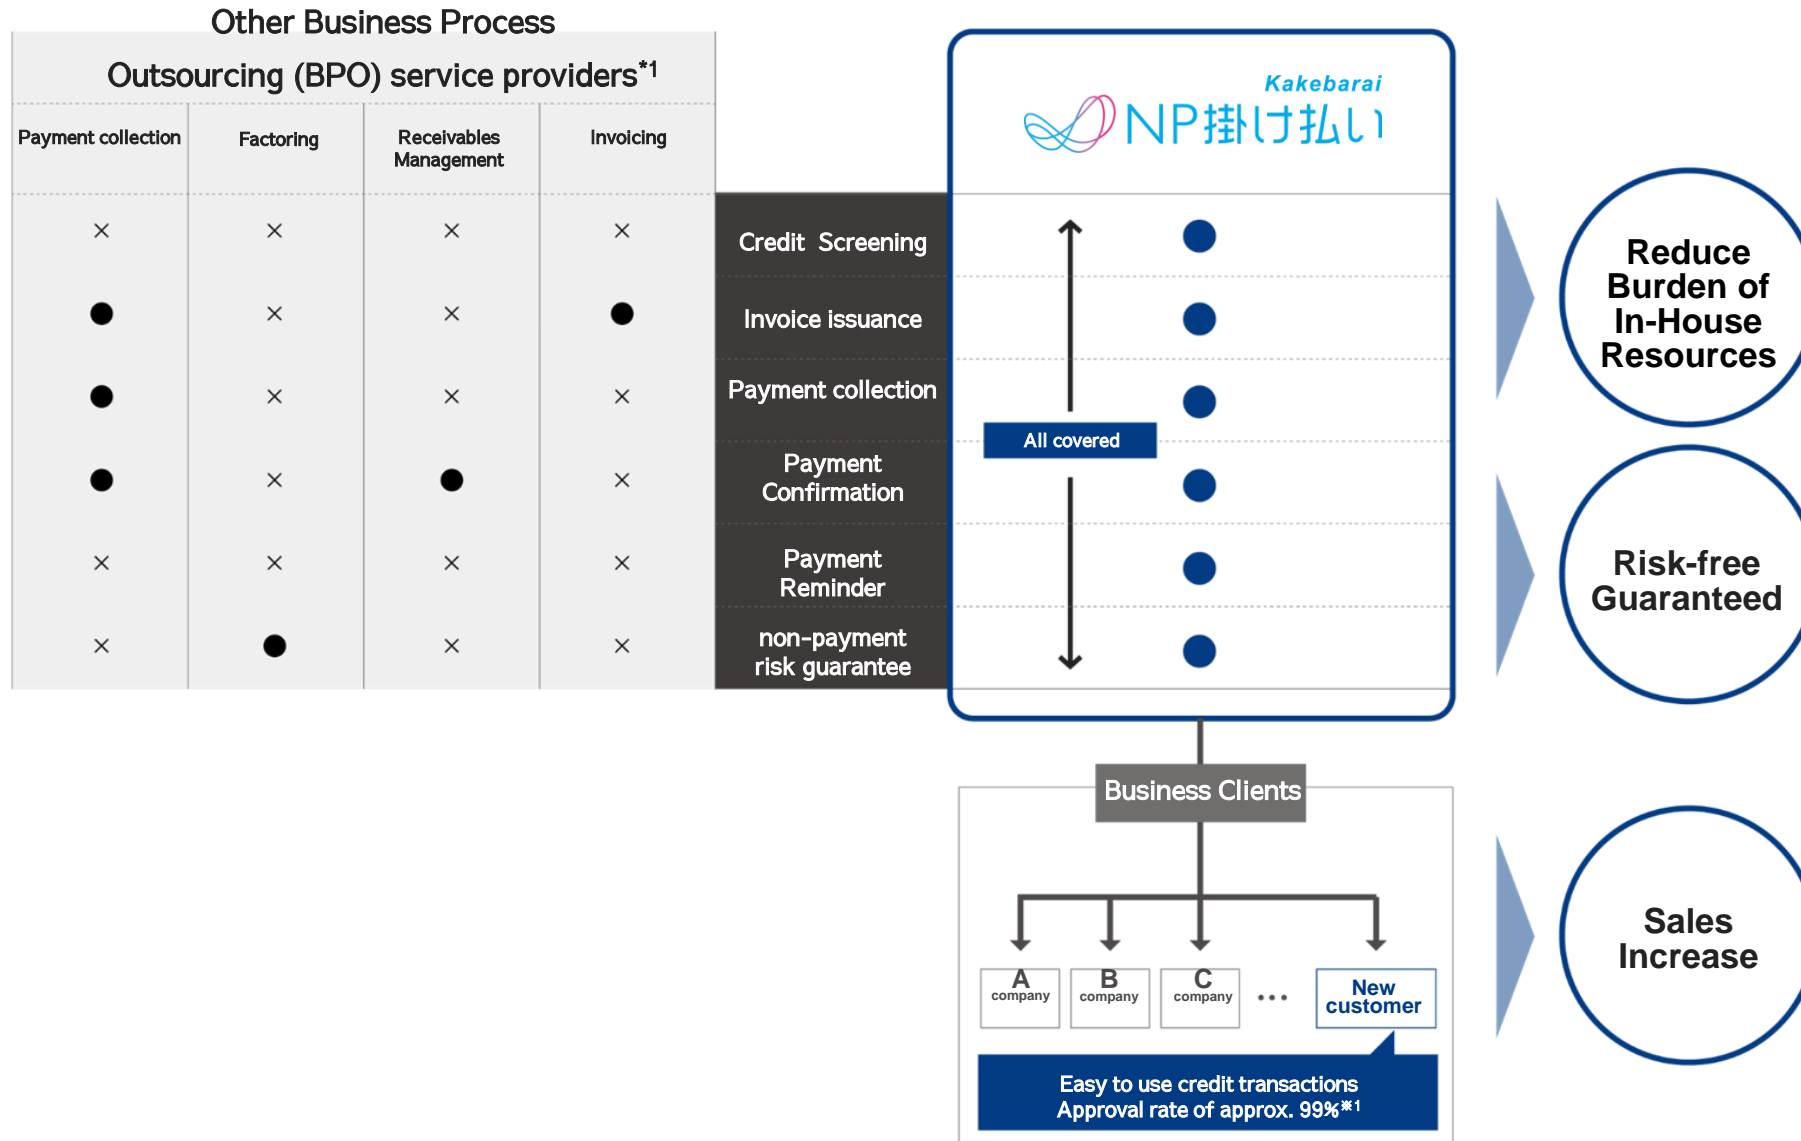 Other Business Process
Outsourcing (BPO) service providers*1
Payment collection
Factoring
Receivables
Management
Invoicing
Kakebarai
NP掛け払い
× × × ×
● × × ●
● × × ×
● × ● ×
× × × ×
× ● × ×
Credit Screening
Invoice issuance
Payment collection
Payment
Confirmation
Payment
Reminder
non-payment
risk guarantee
All covered
Reduce
Burden of
In-House
Resources
Risk-free
Guaranteed
Business Clients
A
company
B
company
C
company
…
New
customer
Easy to use credit transactions
Approval rate of approx. 99%※1
Sales
Increase